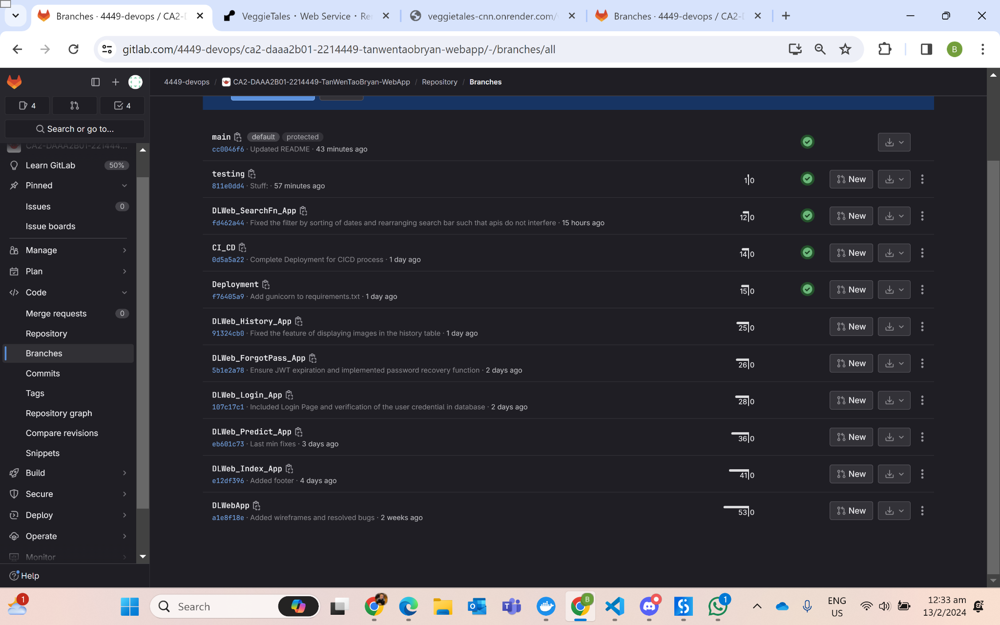 Branches · 4449-devops / CA2-D
VeggieTales · Web Service · Re
veggietales-cnn.onrender.com/
Branches · 4449-devops / CA2-D
gitlab.com/4449-devops/ca2-daaa2b01-2214449-tanwentaobryan-webapp/-/branches/all
B
4449-devops / CA2-DAAA2B01-2214449-TanWenTaoBryan-WebApp / Repository / Branches
4
4
Search or go to...
CA2-DAAA2B01-221444...
Learn GitLab 50%
Pinned
Issues 0
Issue boards
Manage
Plan
Code
Merge requests 0
Repository
Branches
Commits
Tags
Repository graph
Compare revisions
Snippets
Build
Secure
Deploy
Operate
Monitor
Help
main default protected
cc0046f6 · Updated README · 43 minutes ago
testing
811e0dd4 · Stuff: · 57 minutes ago
1|0 New
DLWeb_SearchFn_App
fd462a44 · Fixed the filter by sorting of dates and rearranging search bar such that apis do not interfere · 15 hours ago
12|0 New
CI_CD
0d5a5a22 · Complete Deployment for CICD process · 1 day ago
14|0 New
Deployment
f76405a9 · Add gunicorn to requirements.txt · 1 day ago
15|0 New
DLWeb_History_App
91324cb0 · Fixed the feature of displaying images in the history table · 1 day ago
25|0 New
DLWeb_ForgotPass_App
5b1e2a78 · Ensure JWT expiration and implemented password recovery function · 2 days ago
26|0 New
DLWeb_Login_App
107c17c1 · Included Login Page and verification of the user credential in database · 2 days ago
28|0 New
DLWeb_Predict_App
eb601c73 · Last min fixes · 3 days ago
36|0 New
DLWeb_Index_App
e12df396 · Added footer · 4 days ago
41|0 New
DLWebApp
a1e8f18e · Added wireframes and resolved bugs · 2 weeks ago
53|0 New
1
Search
B
1
ENG
US
12:33 am
13/2/2024